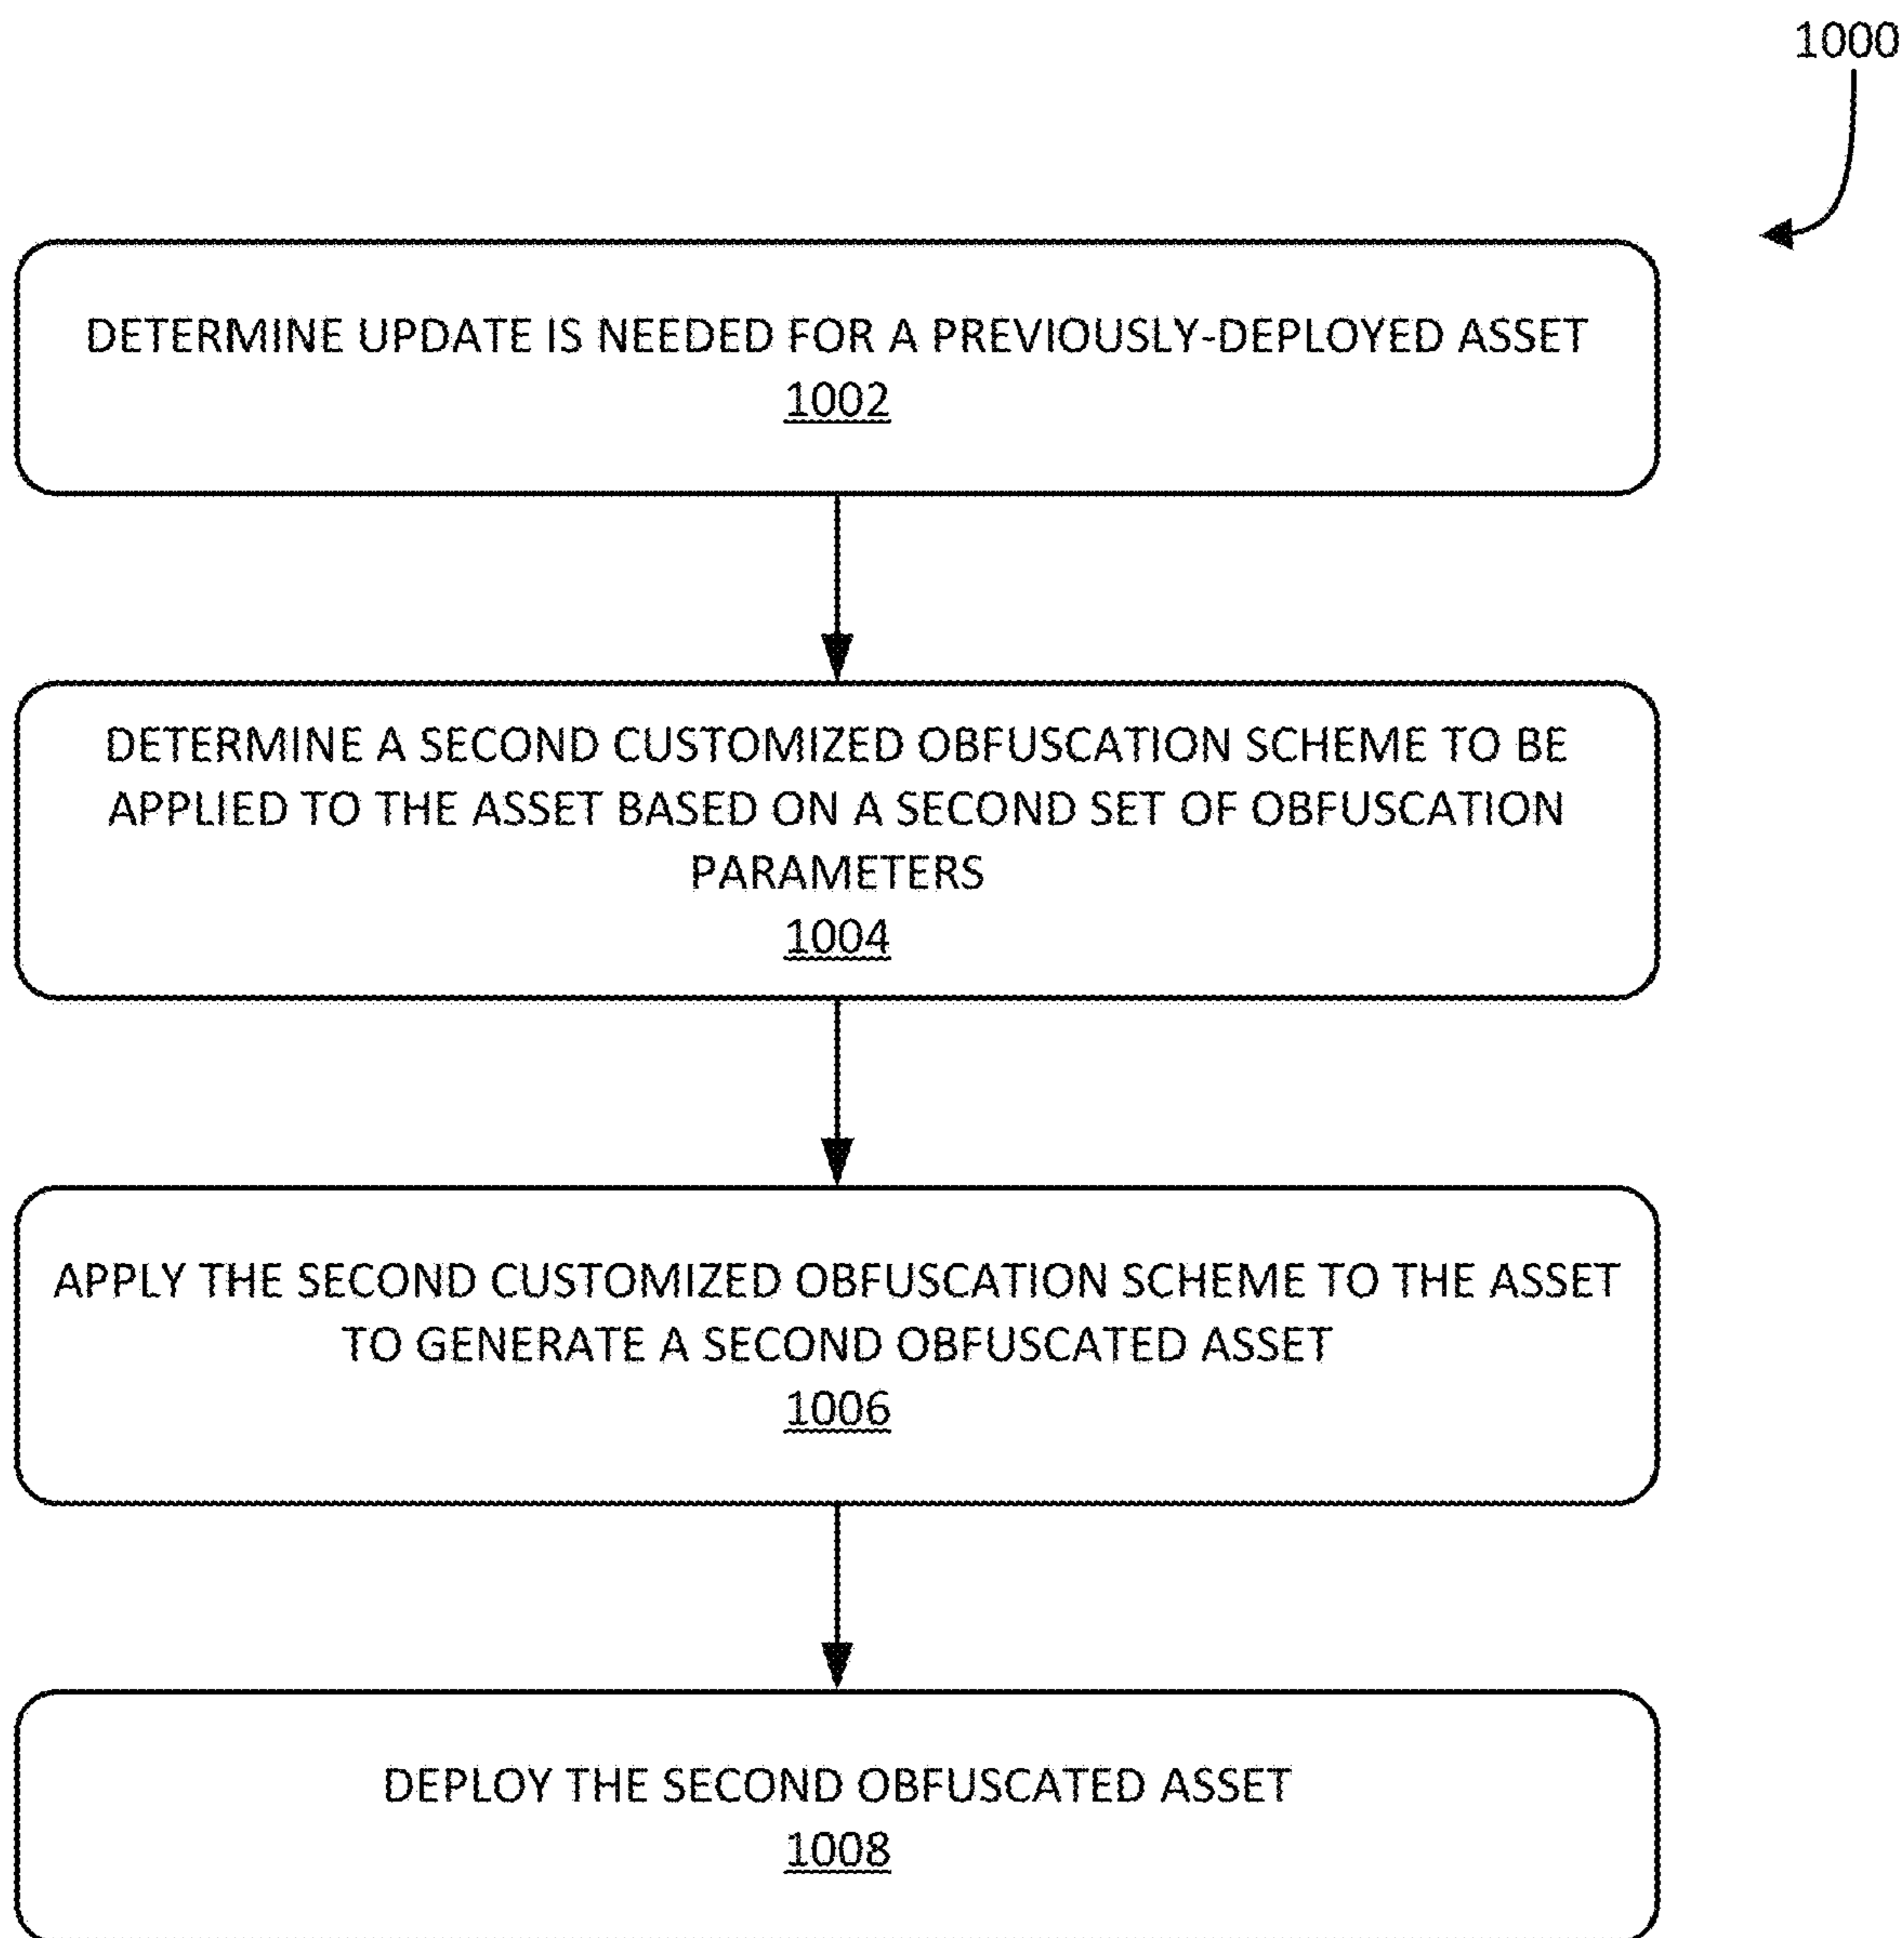 1000
DETERMINE UPDATE IS NEEDED FOR A PREVIOUSLY-DEPLOYED ASSET
1002
DETERMINE A SECOND CUSTOMIZED OBFUSCATION SCHEME TO BE
APPLIED TO THE ASSET BASED ON A SECOND SET OF OBFUSCATION
PARAMETERS
1004
APPLY THE SECOND CUSTOMIZED OBFUSCATION SCHEME TO THE ASSET
TO GENERATE A SECOND OBFUSCATED ASSET
1006
DEPLOY THE SECOND OBFUSCATED ASSET
1008